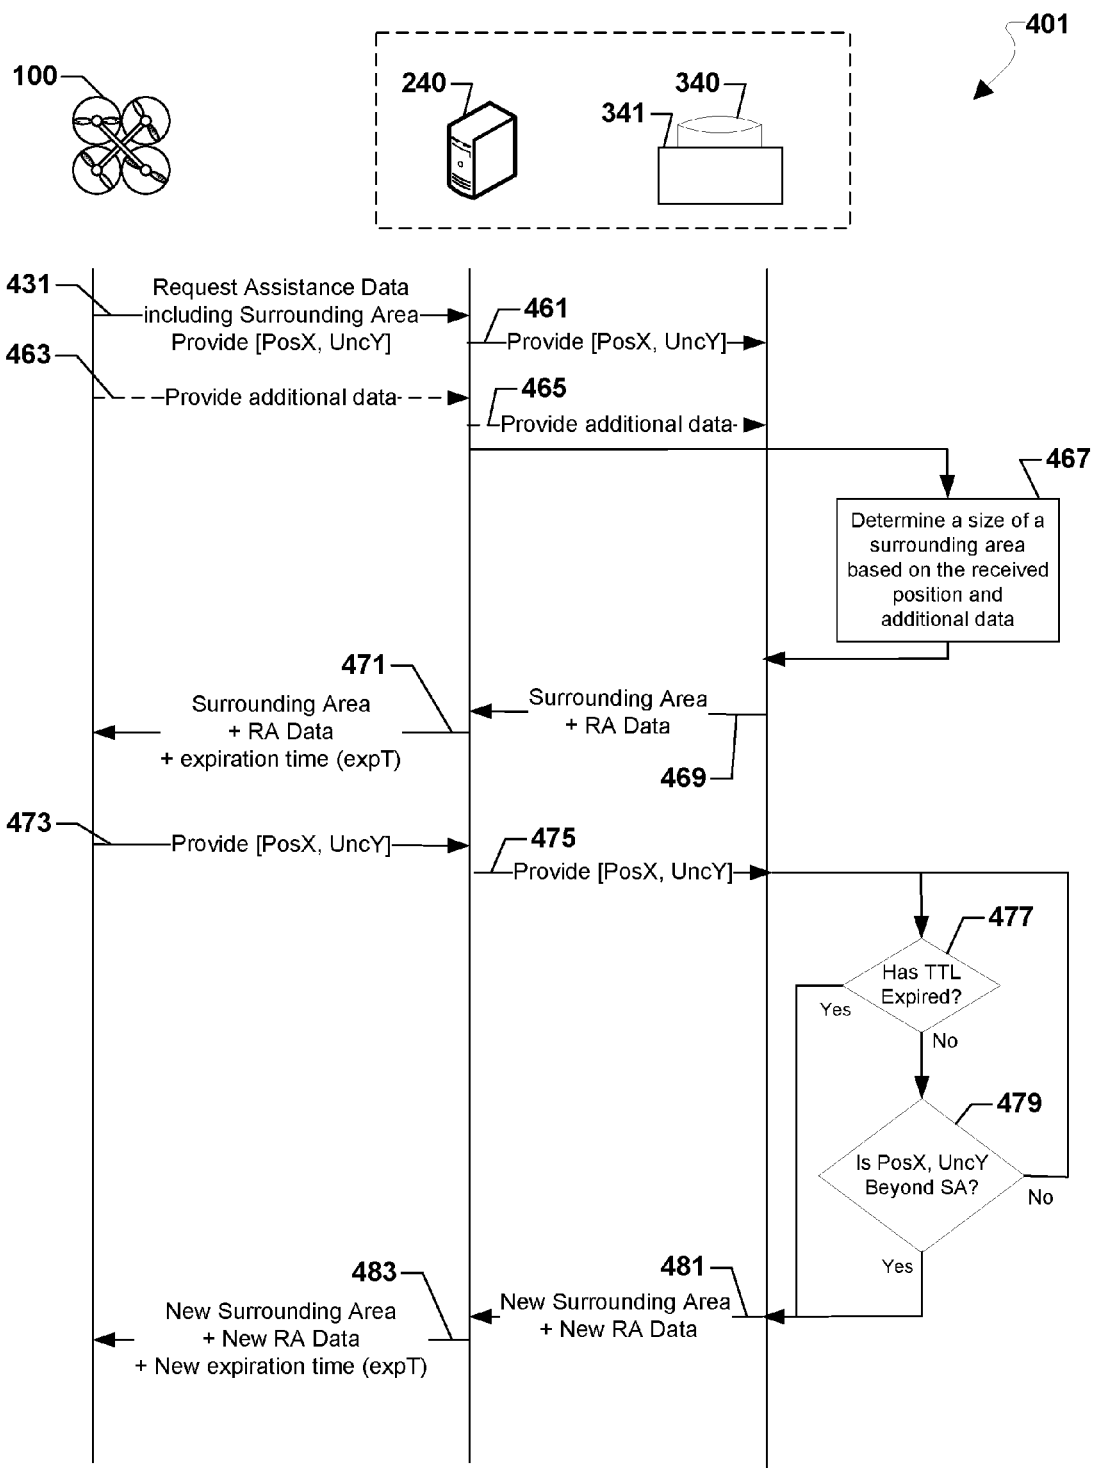 401
100
240
340
341
431
Request Assistance Data
including Surrounding Area
Provide [PosX, UncY]
461
Provide [PosX, UncY]
463
Provide additional data
465
Provide additional data
467
Determine a size of a
surrounding area
based on the received
position and
additional data
471
Surrounding Area
+ RA Data
+ expiration time (expT)
Surrounding Area
+ RA Data
469
473
Provide [PosX, UncY]
475
Provide [PosX, UncY]
477
Has TTL
Expired?
Yes
No
479
Is PosX, UncY
Beyond SA?
No
Yes
483
New Surrounding Area
+ New RA Data
+ New expiration time (expT)
481
New Surrounding Area
+ New RA Data